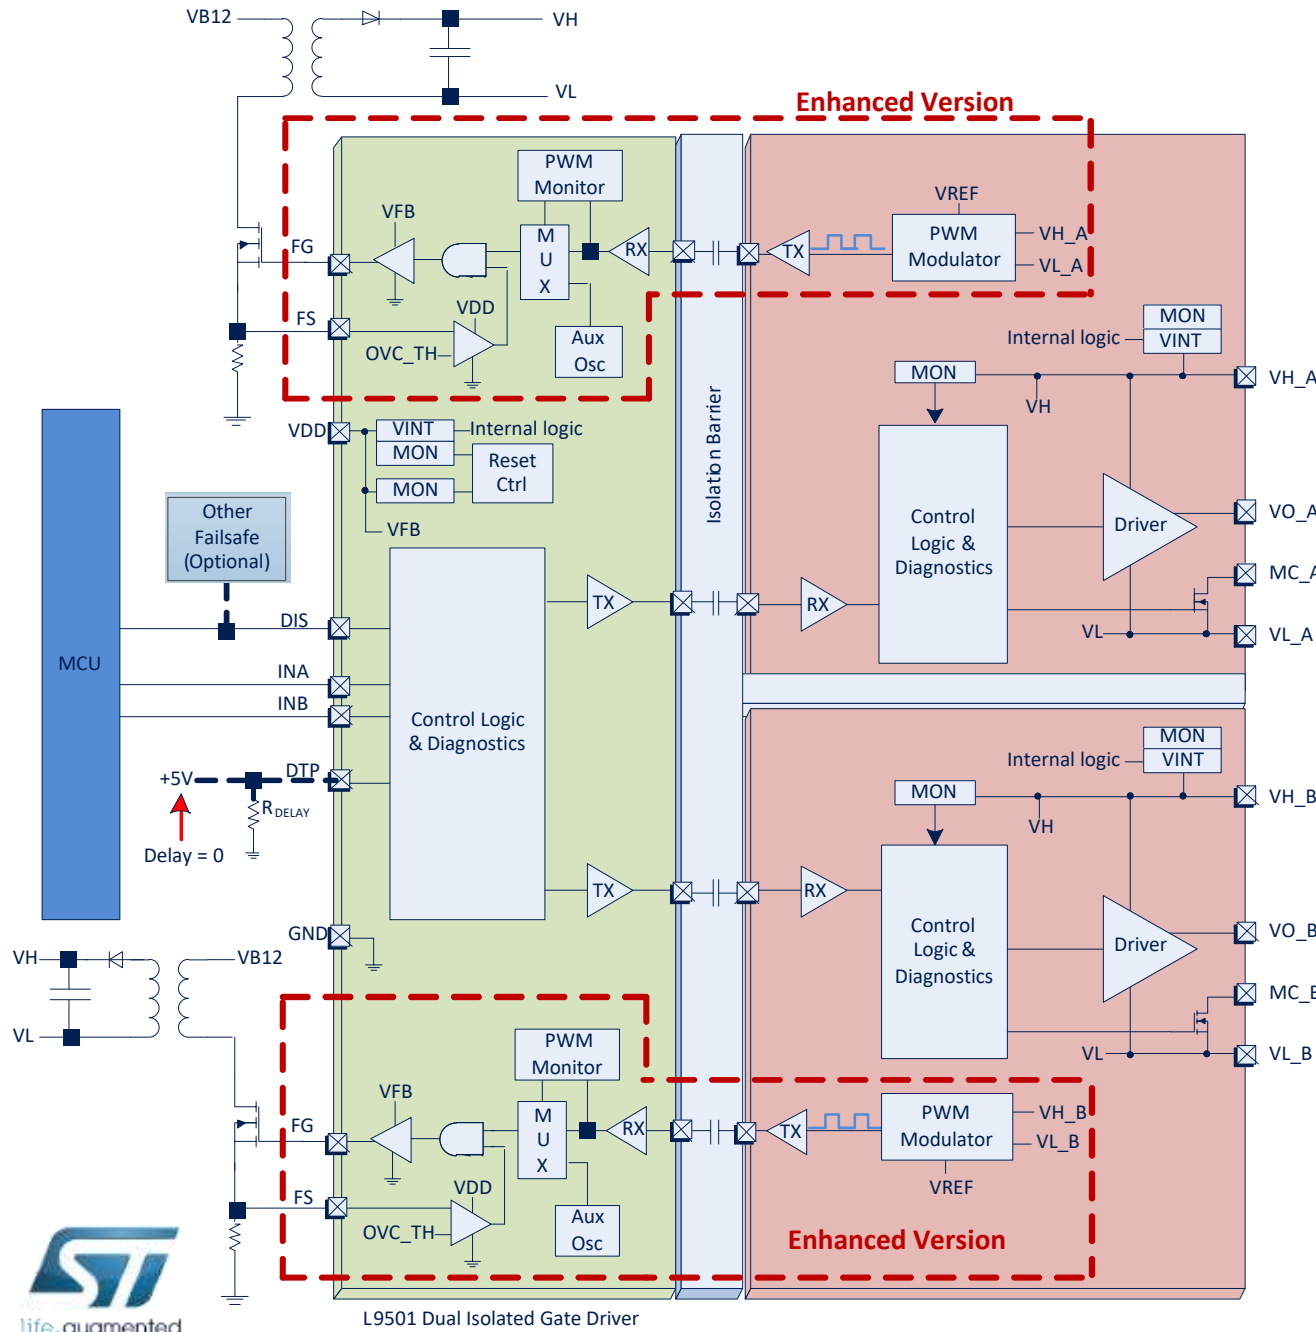 VB12
VH
VL
Enhanced Version
PWM
Monitor
VREF
VFB
M
U
X
RX
TX
PWM
Modulator
VH_A
VL_A
FG
FS
VDD
OVC_TH
Aux
Osc
MON
VINT
Internal logic
MON
VH
VH_A
VDD
VINT
Internal logic
MON
Reset
Ctrl
MON
VFB
Isolation Barrier
Other
Failsafe
(Optional)
Control
Logic &
Diagnostics
Driver
VO_A
MC_A
TX
RX
VL
VL_A
DIS
MCU
INA
INB
Control Logic
& Diagnostics
+5V
DTP
RDELAY
Delay = 0
MON
VINT
Internal logic
MON
VH
VH_B
TX
RX
Control
Logic &
Diagnostics
Driver
VO_B
MC_B
VL
VL_B
GND
VH
VB12
VL
PWM
Monitor
VFB
M
U
X
RX
TX
PWM
Modulator
VH_B
VL_B
VREF
FG
FS
VDD
OVC_TH
Aux
Osc
Enhanced Version
ST
life.augmented
L9501 Dual Isolated Gate Driver